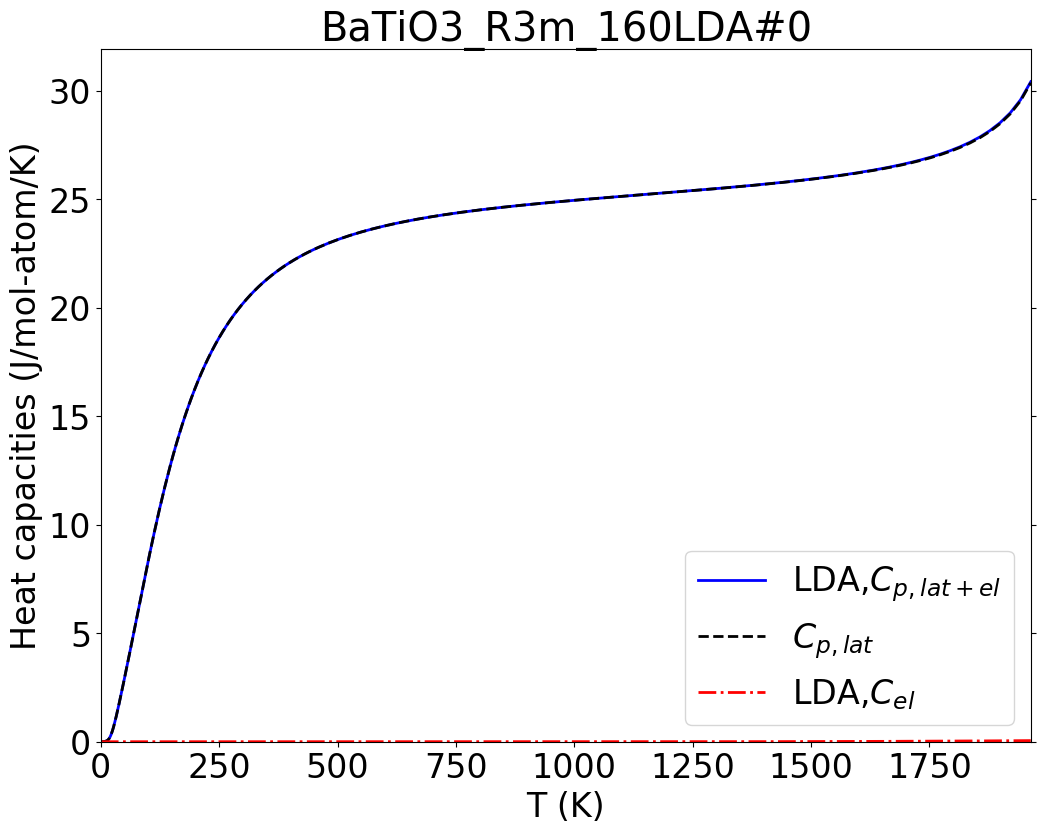 BaTiO3_R3m_160LDA#0
Heat capacities (J/mol-atom/K)
30
25
20
15
10
5
0
LDA,C_{p, lat+el}
C_{p, lat}
LDA,C_{el}
0 250 500 750 1000 1250 1500 1750
T (K)